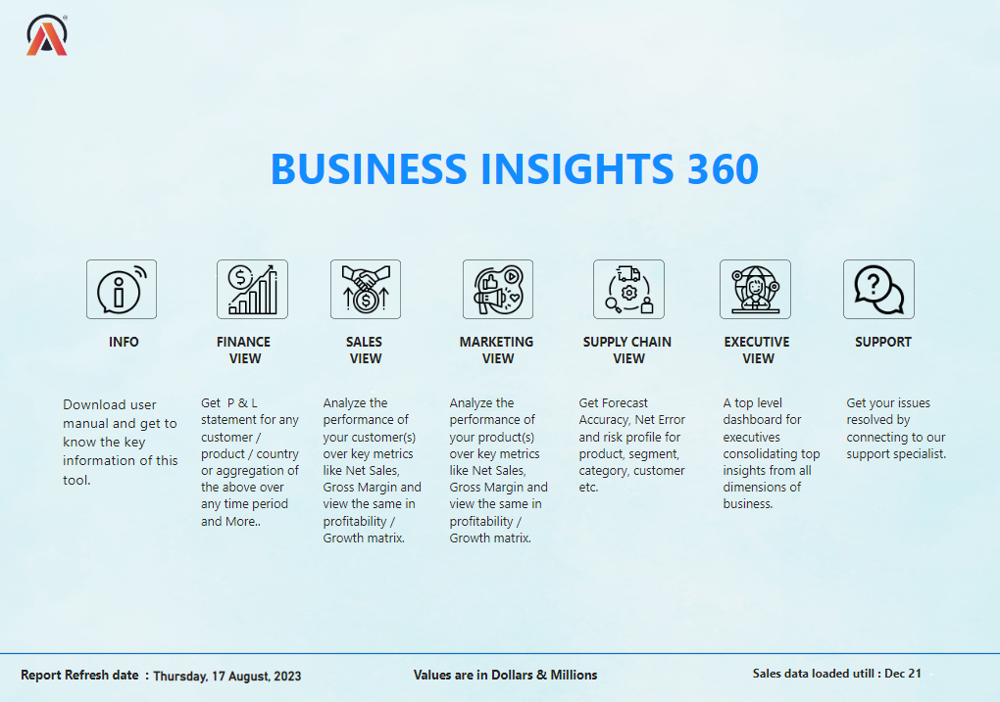 BUSINESS INSIGHTS 360
INFO
FINANCE
VIEW
SALES
VIEW
MARKETING
VIEW
SUPPLY CHAIN
VIEW
EXECUTIVE
VIEW
SUPPORT
Download user
manual and get to
know the key
information of this
tool.
Get P & L
statement for any
customer /
product / country
or aggregation of
the above over
any time period
and More..
Analyze the
performance of
your customer(s)
over key metrics
like Net Sales,
Gross Margin and
view the same in
profitability /
Growth matrix.
Analyze the
performance of
your product(s)
over key metrics
like Net Sales,
Gross Margin and
view the same in
profitability /
Growth matrix.
Get Forecast
Accuracy, Net Error
and risk profile for
product, segment,
category, customer
etc.
A top level
dashboard for
executives
consolidating top
insights from all
dimensions of
business.
Get your issues
resolved by
connecting to our
support specialist.
Report Refresh date : Thursday, 17 August, 2023
Values are in Dollars & Millions
Sales data loaded utill : Dec 21